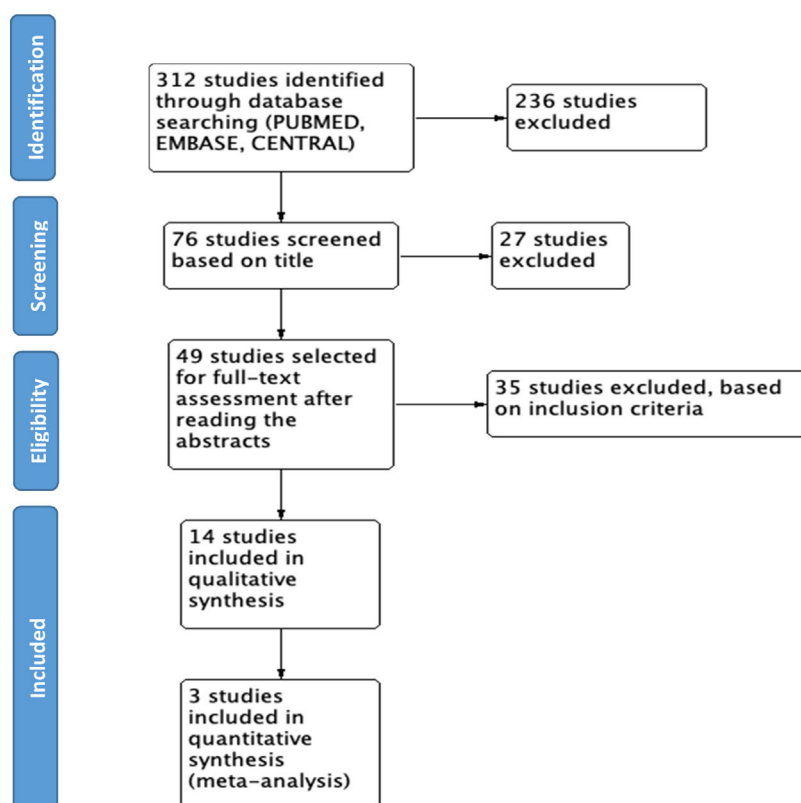 Identification
312 studies identified
through database
searching (PUBMED,
EMBASE, CENTRAL)
236 studies
excluded
Screening
76 studies screened
based on title
27 studies
excluded
Eligibility
49 studies selected
for full-text
assessment after
reading the
abstracts
35 studies excluded, based
on inclusion criteria
Included
14 studies
included in
qualitative
synthesis
3 studies
included in
quantitative
synthesis
(meta-analysis)